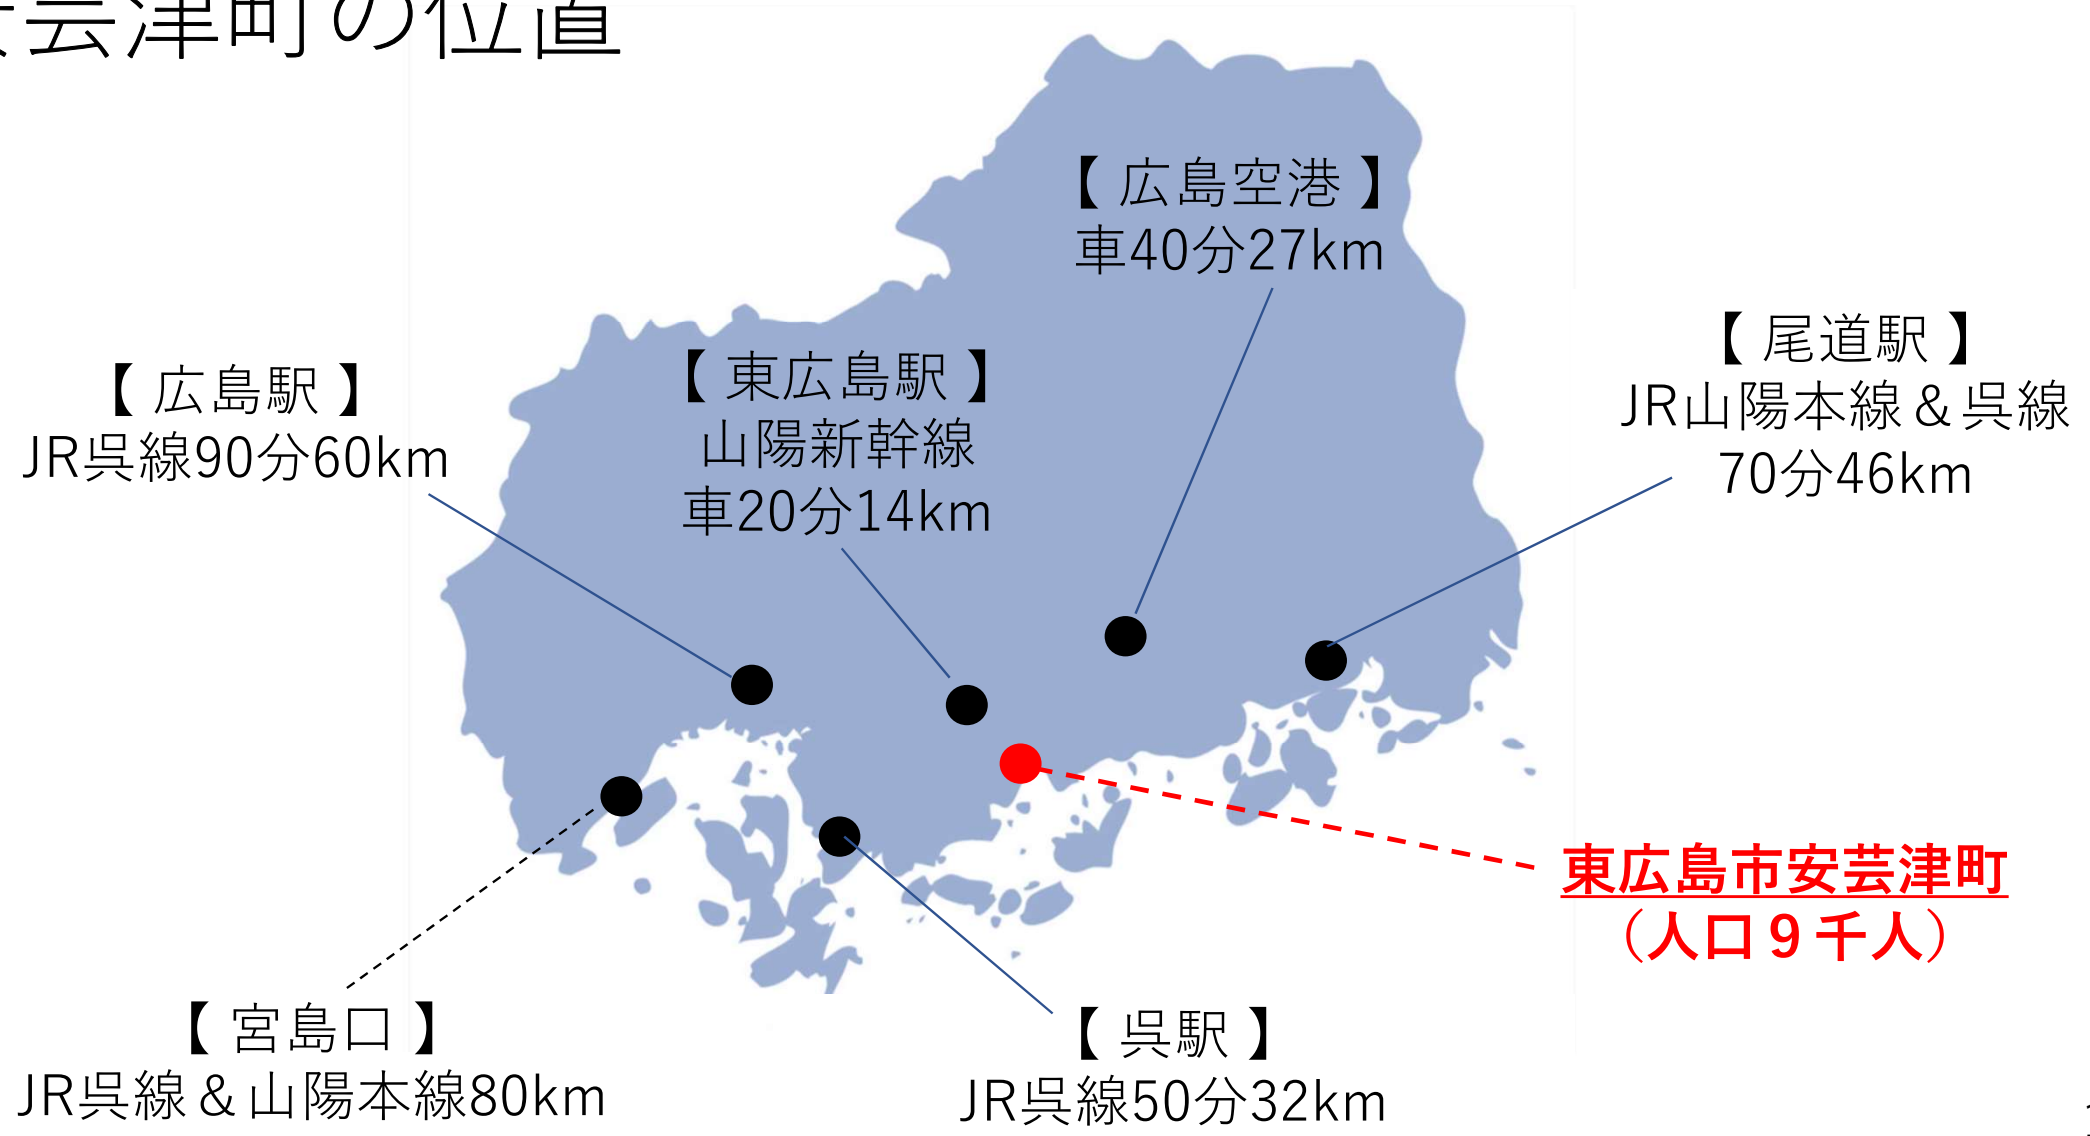 安芸津町の位置
【 広島空港 】
車40分27km
【 尾道駅 】
JR山陽本線＆呉線
70分46km
【 広島駅 】
JR呉線90分60km
【 東広島駅 】
山陽新幹線
車20分14km
東広島市安芸津町
（人口９千人）
【 宮島口 】
JR呉線＆山陽本線80km
【 呉駅 】
JR呉線50分32km